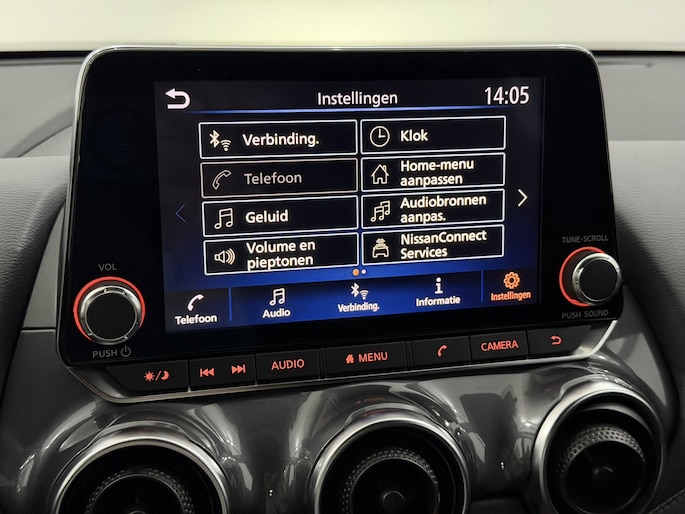 Instellingen
14:05
Verbinding.
Klok
Telefoon
Home-menu
aanpassen
Geluid
Audiobronnen
aanpas.
Volume en
pieptonen
NissanConnect
Services
Telefoon
Audio
Verbinding.
Informatie
Instellingen
VOL
PUSH
TUNE·SCROLL
PUSH SOUND
AUDIO
MENU
CAMERA